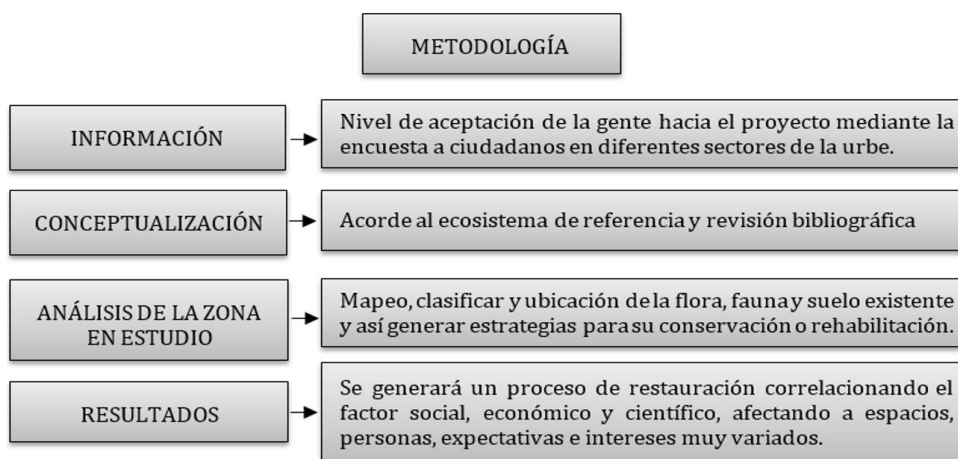 METODOLOGÍA
INFORMACIÓN
Nivel de aceptación de la gente hacia el proyecto mediante la
encuesta a ciudadanos en diferentes sectores de la urbe.
CONCEPTUALIZACIÓN
Acorde al ecosistema de referencia y revisión bibliográfica
ANÁLISIS DE LA ZONA
EN ESTUDIO
Mapeo, clasificar y ubicación de la flora, fauna y suelo existente
y así generar estrategias para su conservación o rehabilitación.
RESULTADOS
Se generará un proceso de restauración correlacionando el
factor social, económico y científico, afectando a espacios,
personas, expectativas e intereses muy variados.